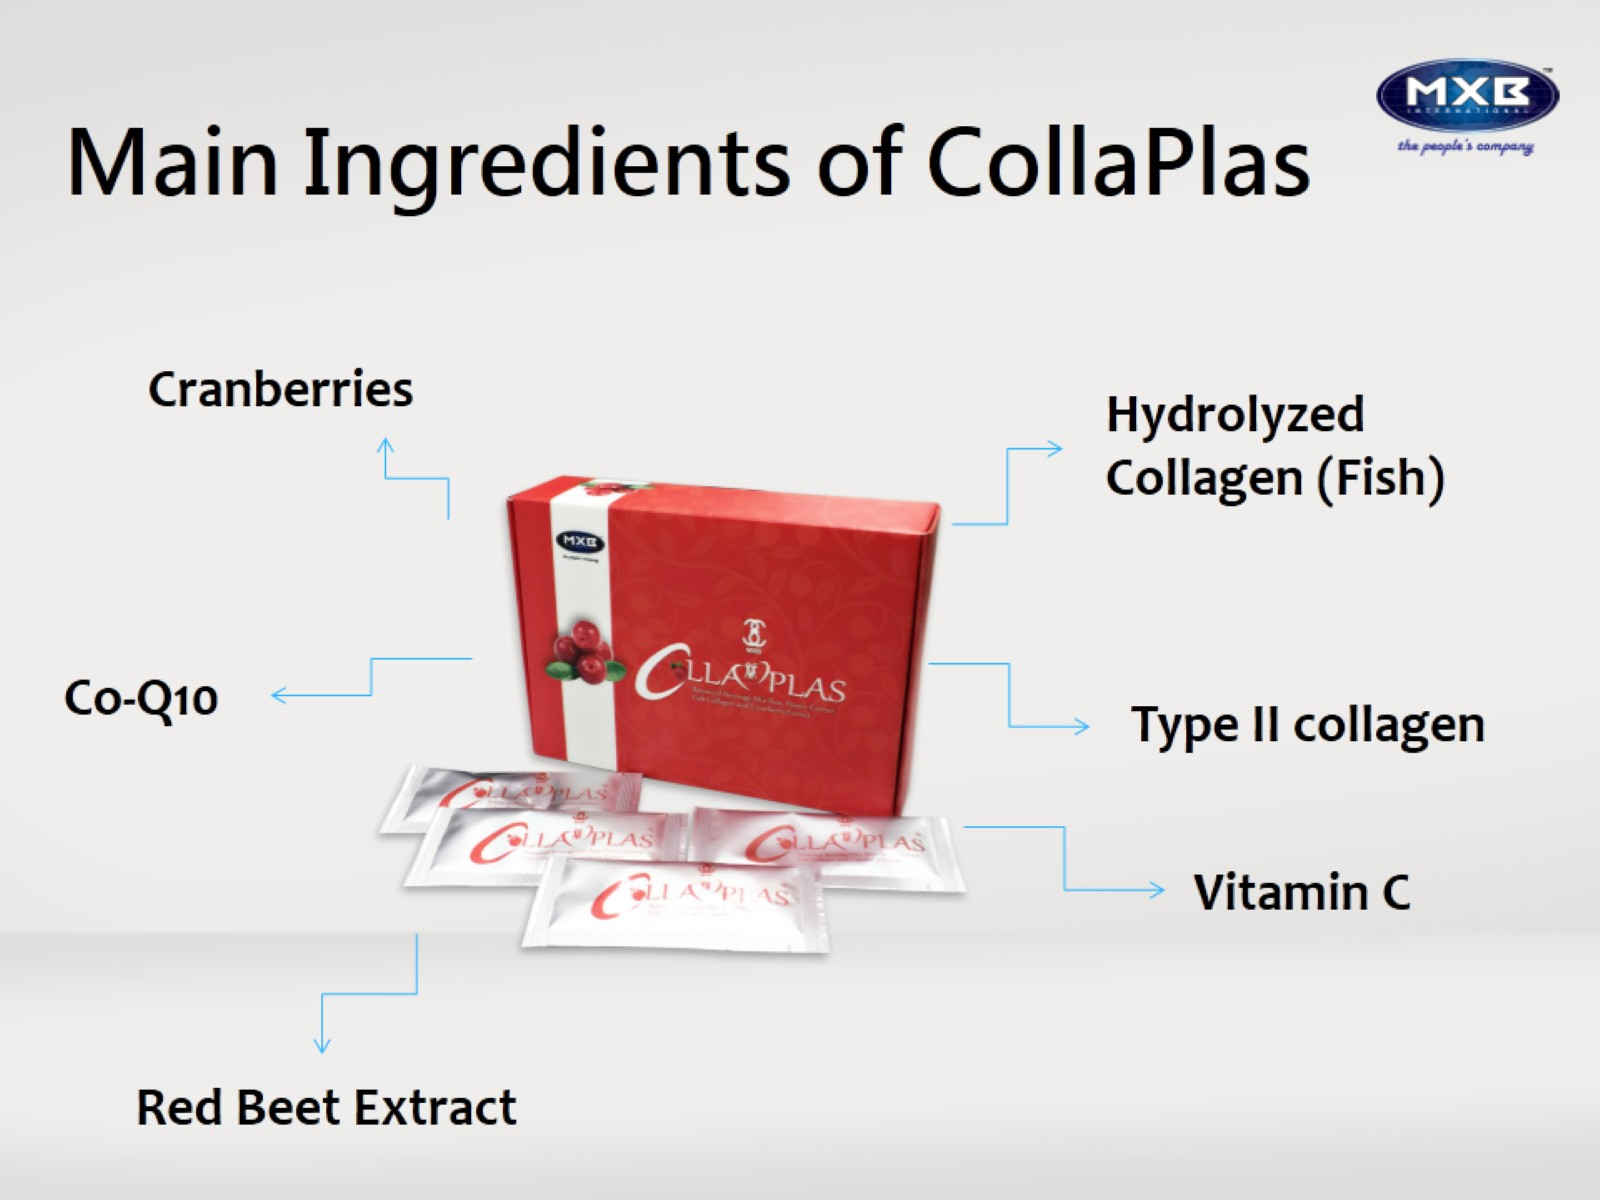 MXB
INTERNATIONAL
the people's company
Main Ingredients of CollaPlas
Cranberries
Hydrolyzed
Collagen (Fish)
MXB
COLLAPLAS
Co-Q10
Type II collagen
COLLAPLAS
COLLAPLAS
COLLAPLAS
COLLAPLAS
Vitamin C
Red Beet Extract